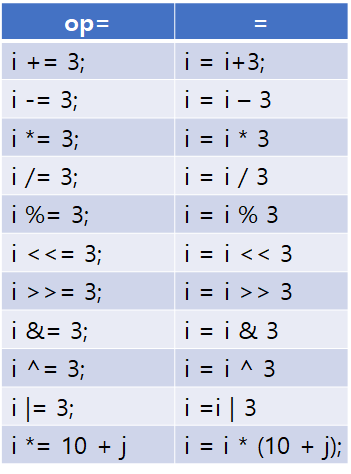 op= =
i += 3; i = i+3;
i -= 3; i = i – 3
i *= 3; i = i * 3
i /= 3; i = i / 3
i %= 3; i = i % 3
i <<= 3; i = i << 3
i >>= 3; i = i >> 3
i &= 3; i = i & 3
i ^= 3; i = i ^ 3
i |= 3; i =i | 3
i *= 10 + j i = i * (10 + j);